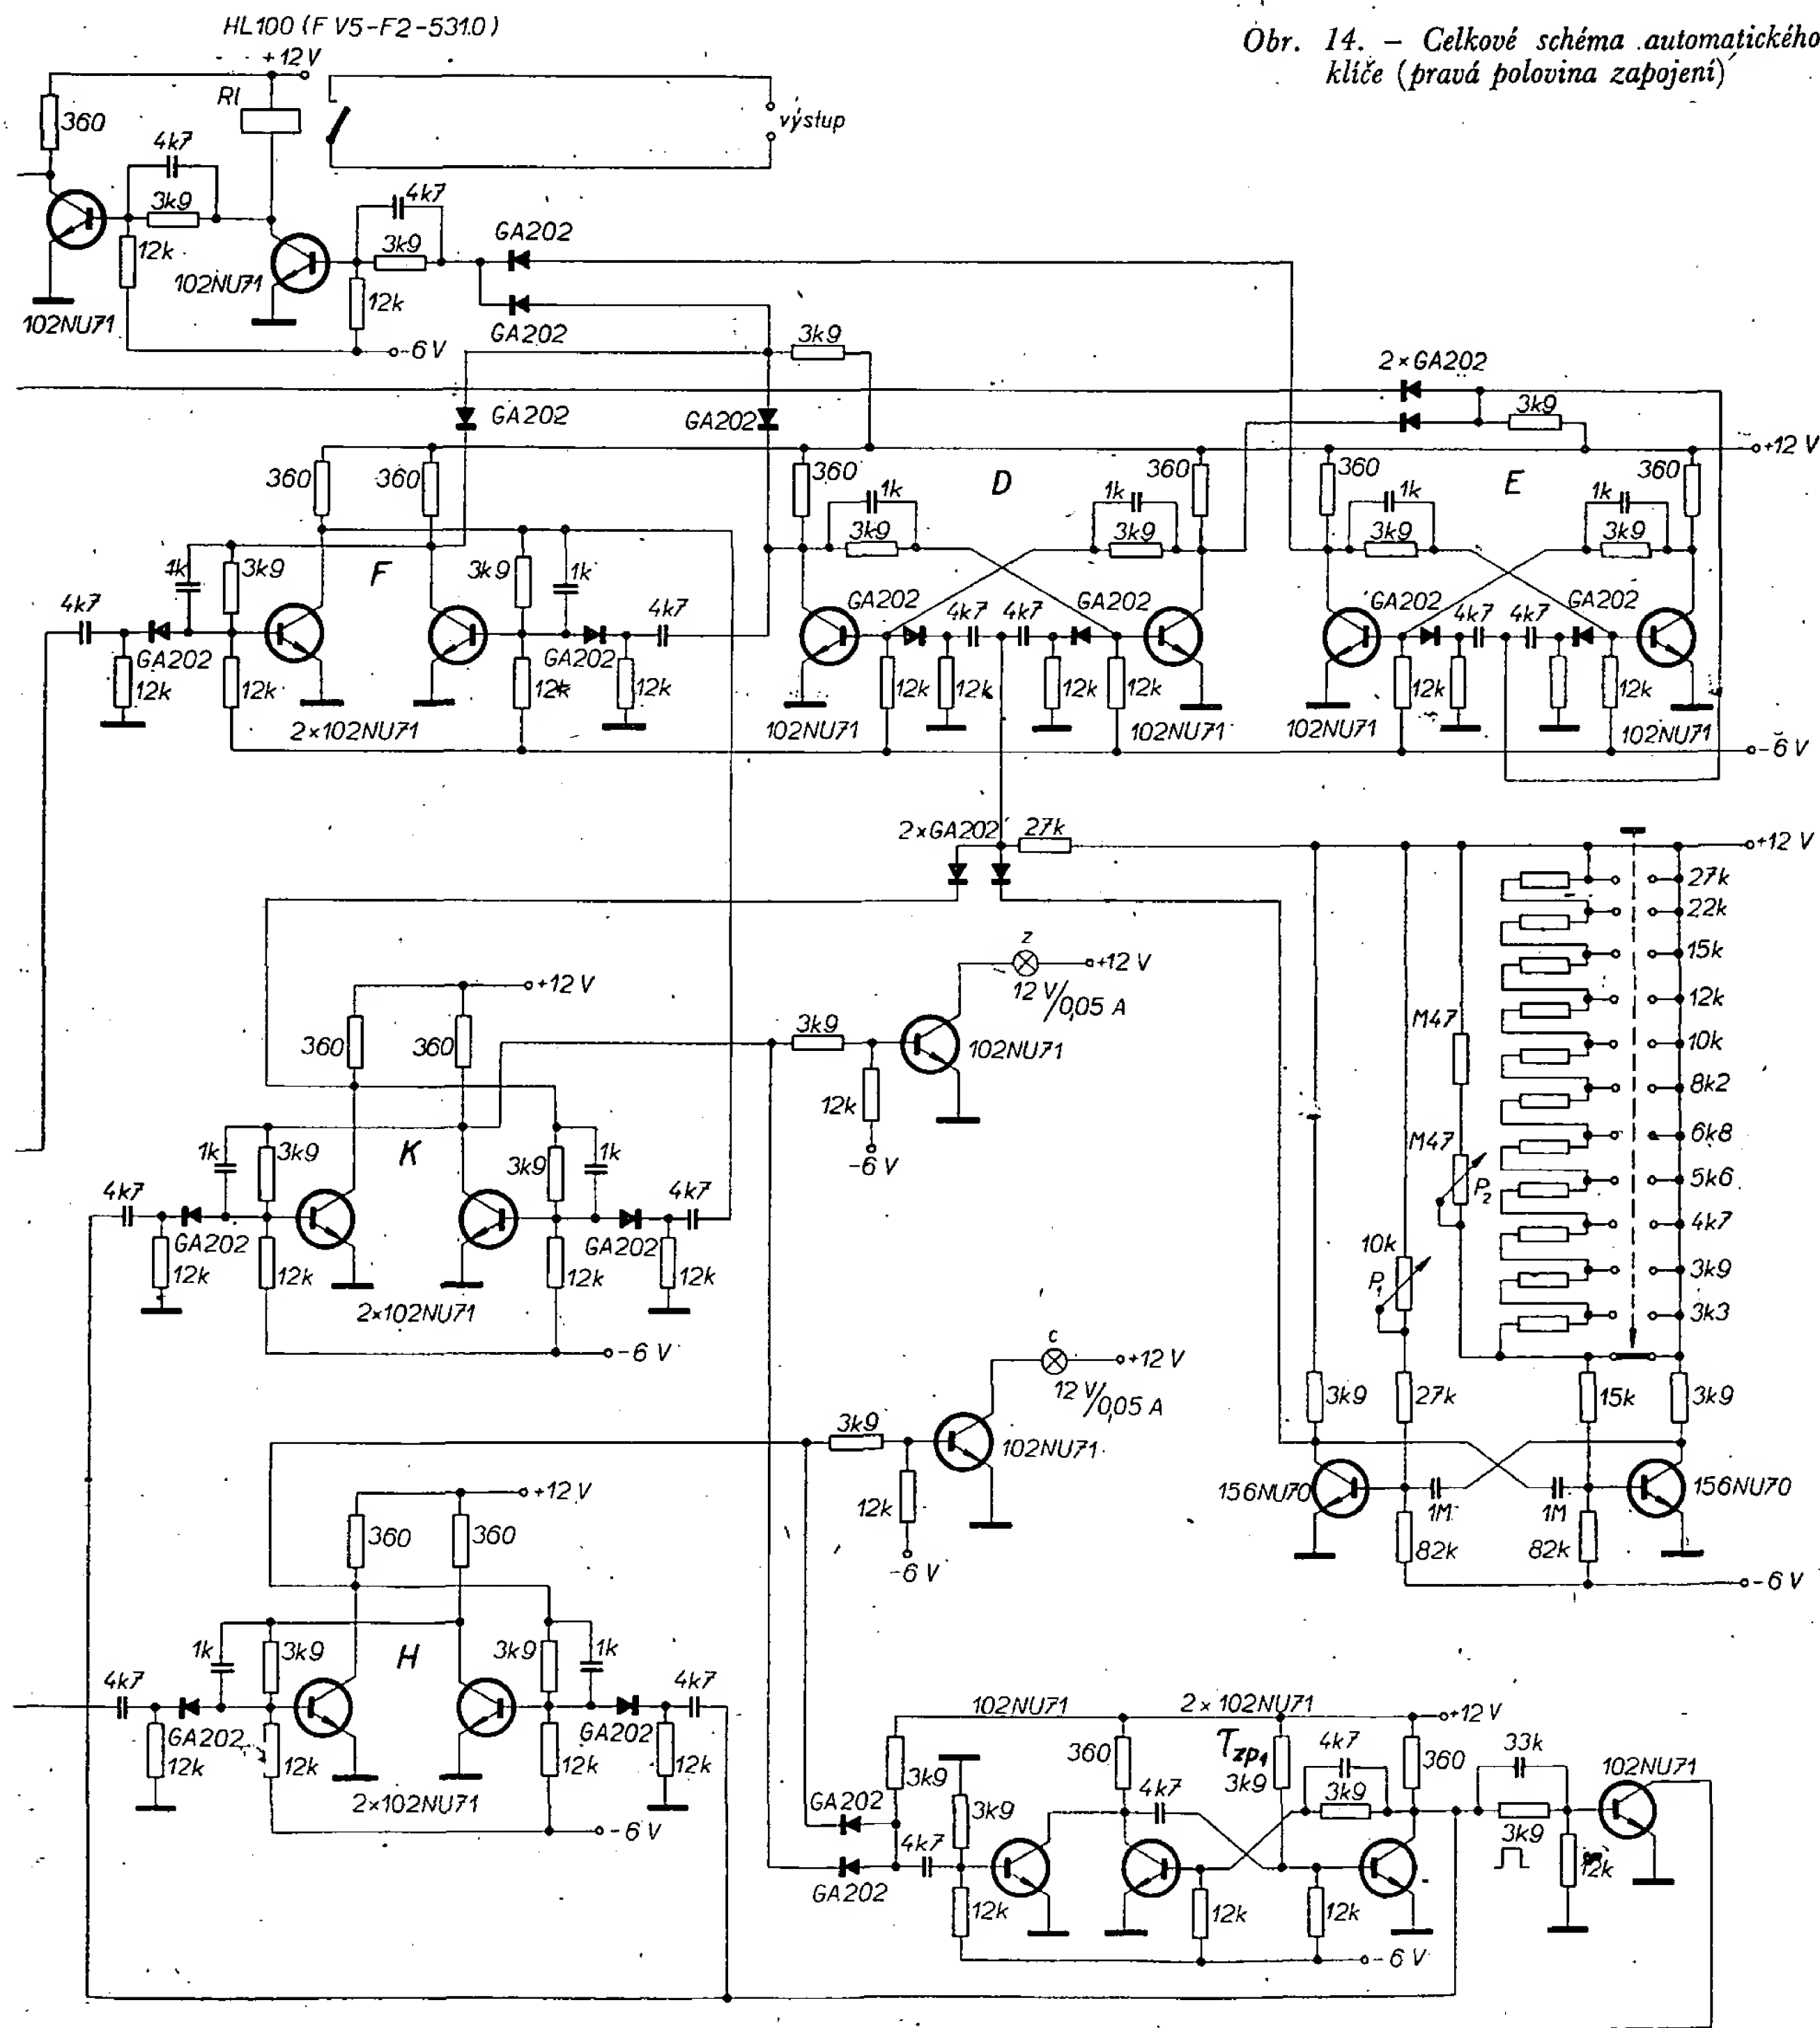 HL100 (F V5-F2-531.0)
Obr. 14. – Celkové schéma automatického
klíče (pravá polovina zapojení)
+12 V
Rl
360
4k7
výstup
3k9
4k7
12k
GA202
3k9
102NU71
12k
102NU71
GA202
3k9
-6 V
2×GA202
GA202
GA202
3k9
+12 V
360
360
360
D
360
360
E
360
1k
1k
1k
1k
3k9
3k9
3k9
3k9
1k
3k9
F
3k9
1k
4k7
4k7
GA202
4k7
4k7
GA202
GA202
4k7
4k7
GA202
GA202
12k
12k
GA202
12k
12k
12k
12k
12k
12k
12k
2×102NU71
102NU71
102NU71
102NU71
102NU71
-6 V
2×GA202
27k
+12 V
27k
22k
ž
+12 V
15k
12 V/0,05 A
+12 V
12k
M47
360
360
3k9
102NU71
10k
12k
8k2
1k
3k9
K
3k9
1k
-6 V
M47
6k8
4k7
4k7
P2
5k6
GA202
GA202
4k7
12k
12k
12k
12k
10k
P1
3k9
2×102NU71
3k3
-6 V
č
+12 V
12 V/0,05 A
3k9
27k
15k
3k9
3k9
102NU71
+12 V
12k
156NU70
1M
1M
156NU70
360
360
82k
82k
-6 V
-6 V
1k
3k9
H
3k9
1k
4k7
4k7
GA202
GA202
12k
12k
12k
12k
2×102NU71
-6 V
102NU71
2×102NU71
+12 V
3k9
360
τzp1
3k9
4k7
360
33k
102NU71
GA202
3k9
4k7
3k9
3k9
4k7
12k
GA202
12k
12k
12k
-6 V